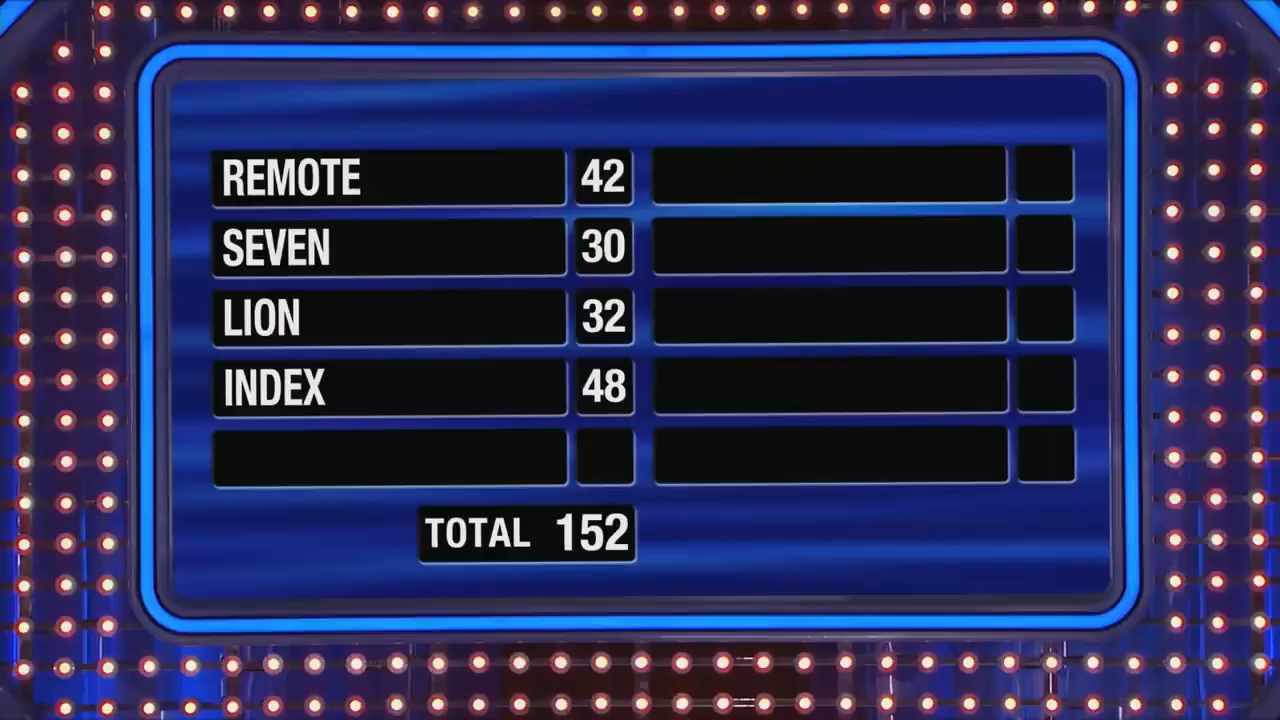 REMOTE 42
SEVEN 30
LION 32
INDEX 48
TOTAL 152